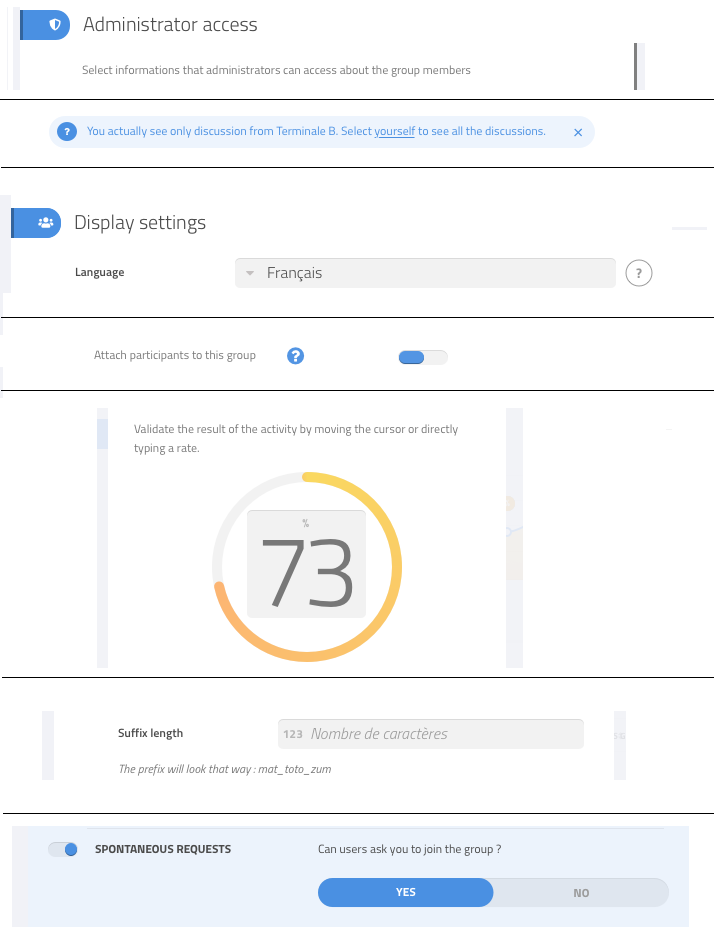 Administrator access
Select informations that administrators can access about the group members
? You actually see only discussion from Terminale B. Select yourself to see all the discussions. ×
Display settings
Language Français ?
Attach participants to this group ?
Validate the result of the activity by moving the cursor or directly
typing a rate.
%
73
Suffix length 123 Nombre de caractères
The prefix will look that way : mat_toto_zum
SPONTANEOUS REQUESTS Can users ask you to join the group ?
YES NO